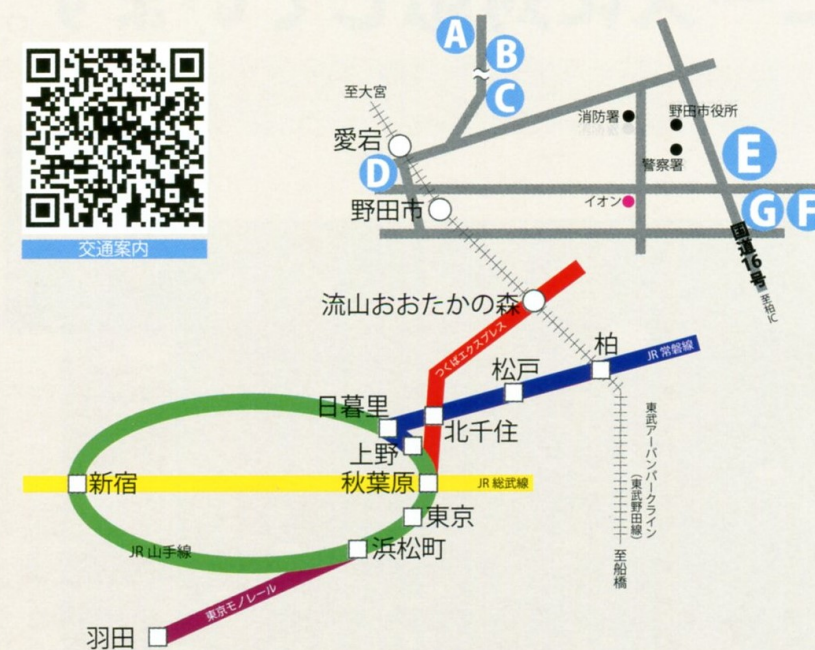 A
B
C
至大宮
消防署
野田市役所
愛宕
D
警察署
E
野田市
イオン
G
F
交通案内
国道16号
至柏IC
流山おおたかの森
つくばエクスプレス
柏
JR 常磐線
松戸
日暮里
北千住
上野
東武アーバンパークライン
（東武野田線）
新宿
秋葉原
JR 総武線
東京
JR 山手線
浜松町
至船橋
東京モノレール
羽田